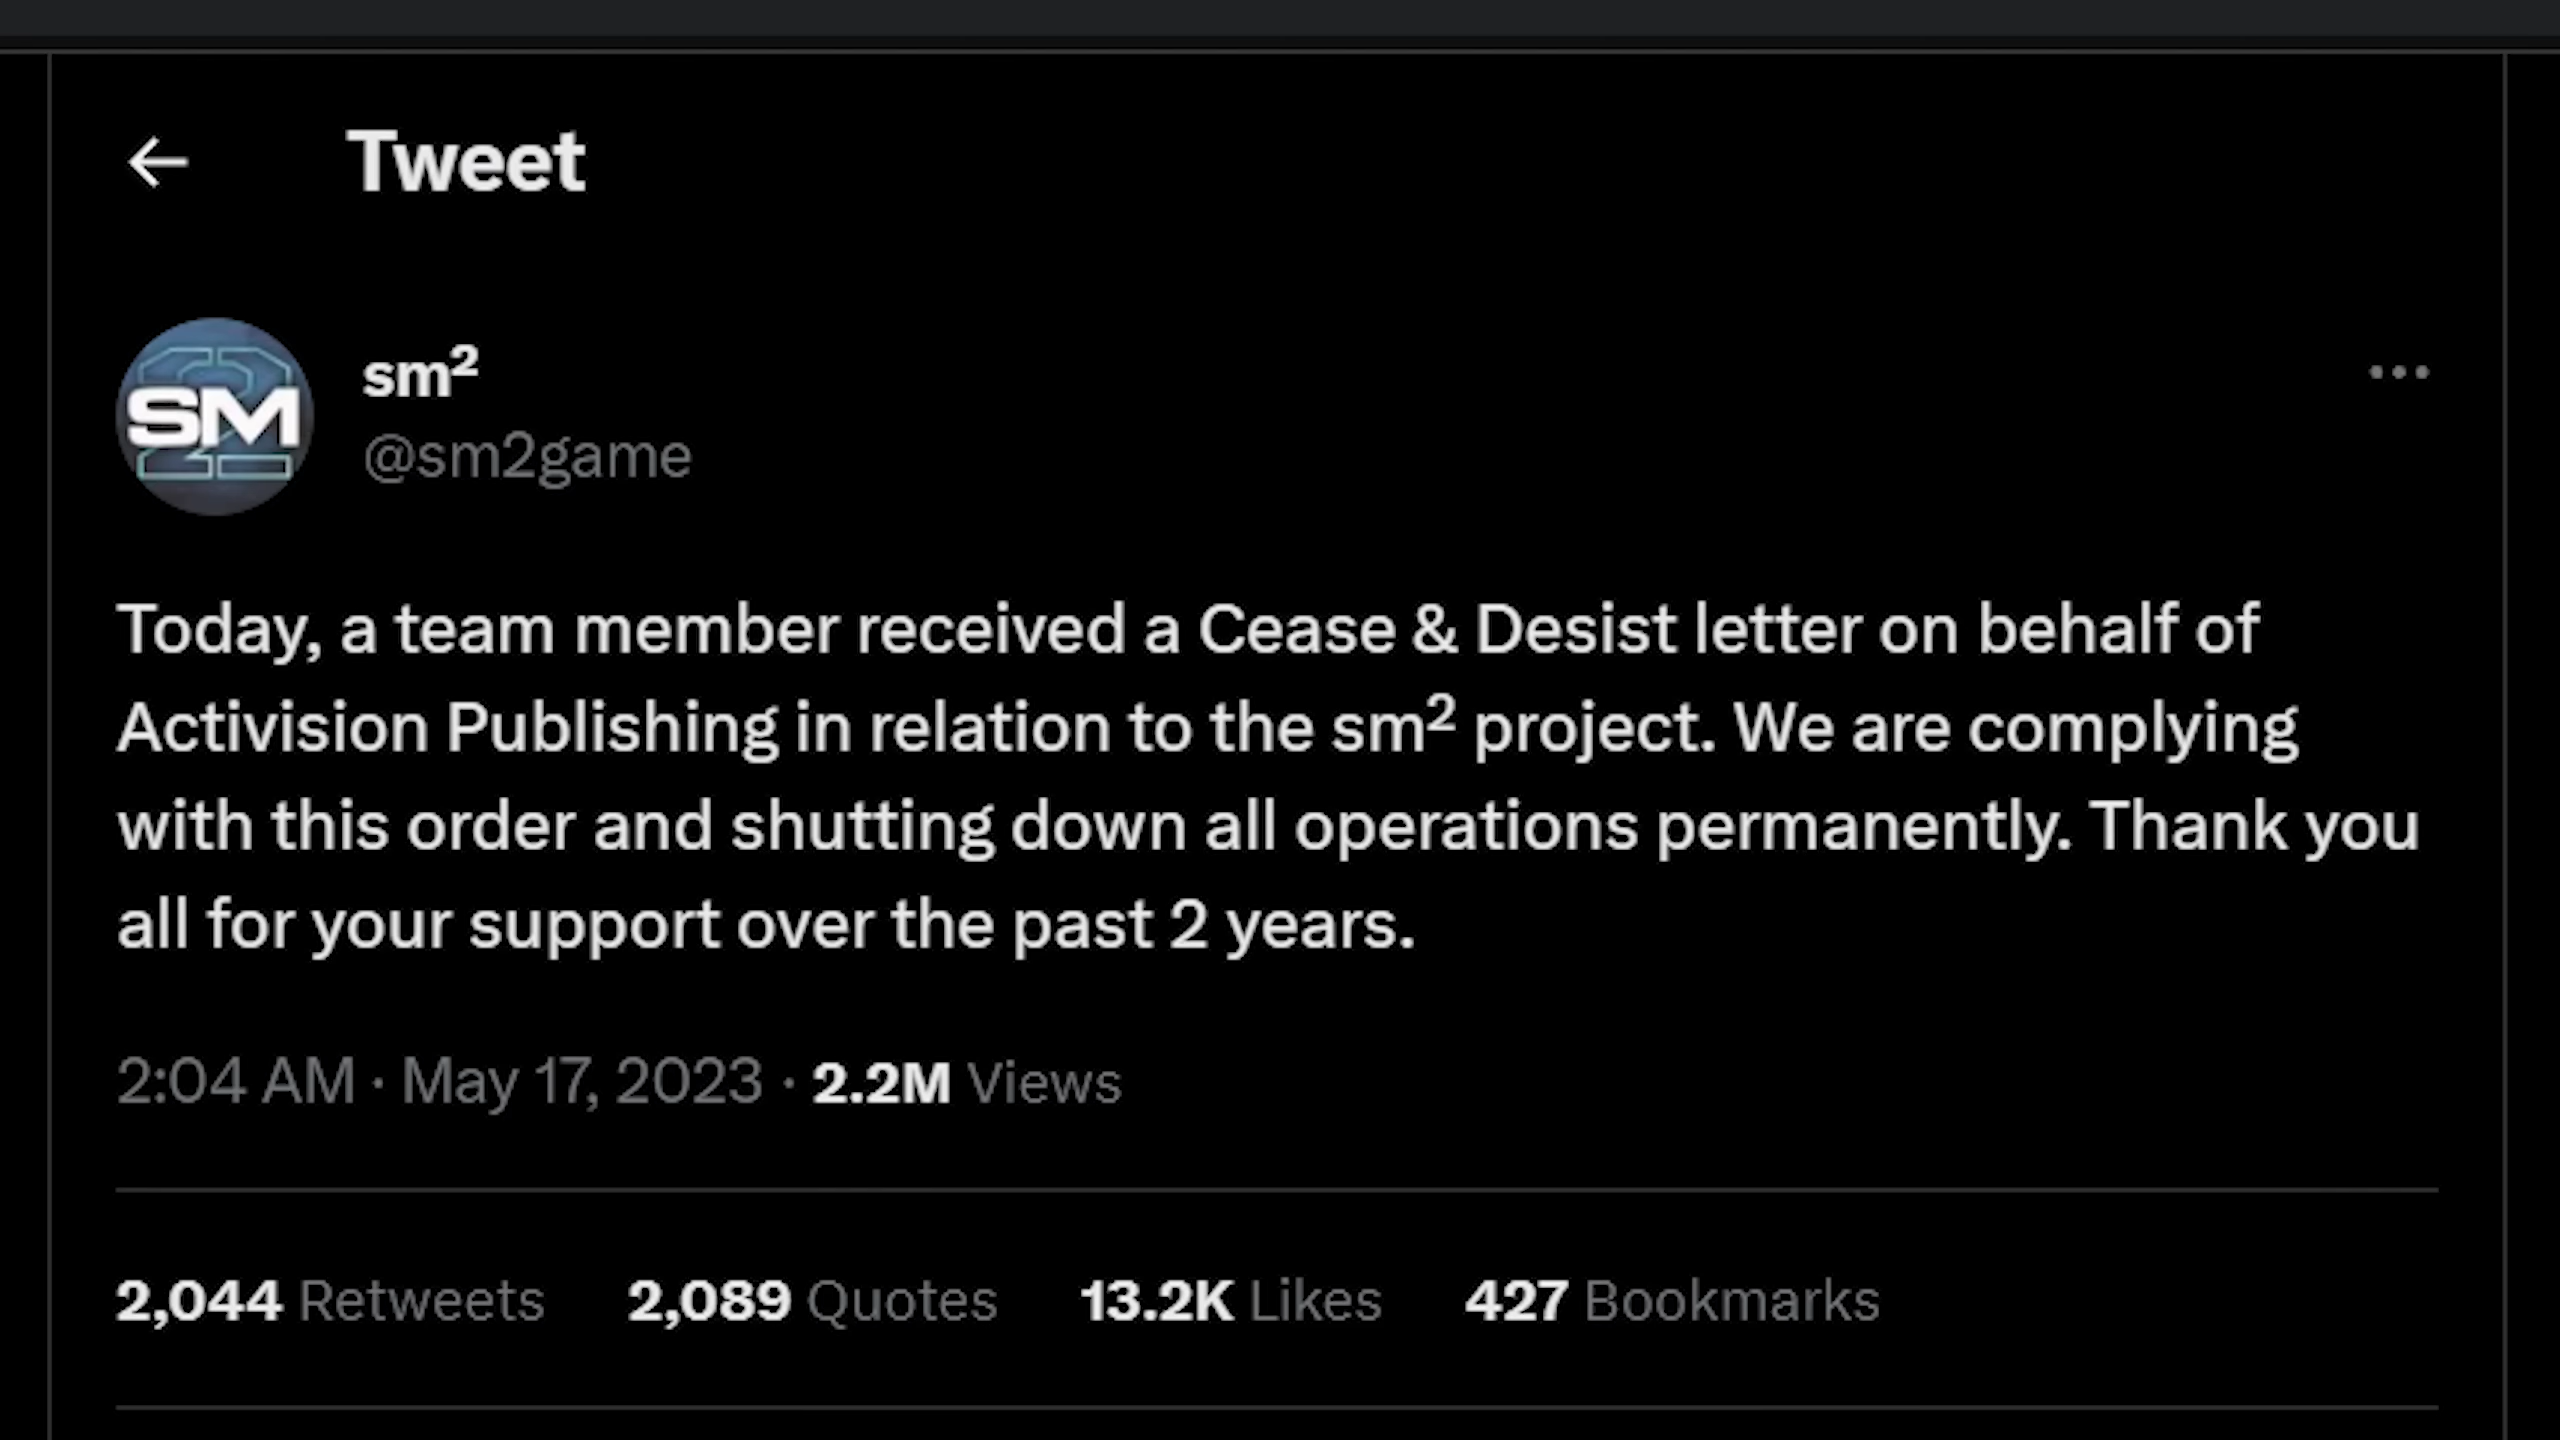 Tweet
SM
2
sm²
@sm2game
Today, a team member received a Cease & Desist letter on behalf of
Activision Publishing in relation to the sm² project. We are complying
with this order and shutting down all operations permanently. Thank you
all for your support over the past 2 years.
2:04 AM · May 17, 2023 · 2.2M Views
2,044 Retweets 2,089 Quotes 13.2K Likes 427 Bookmarks